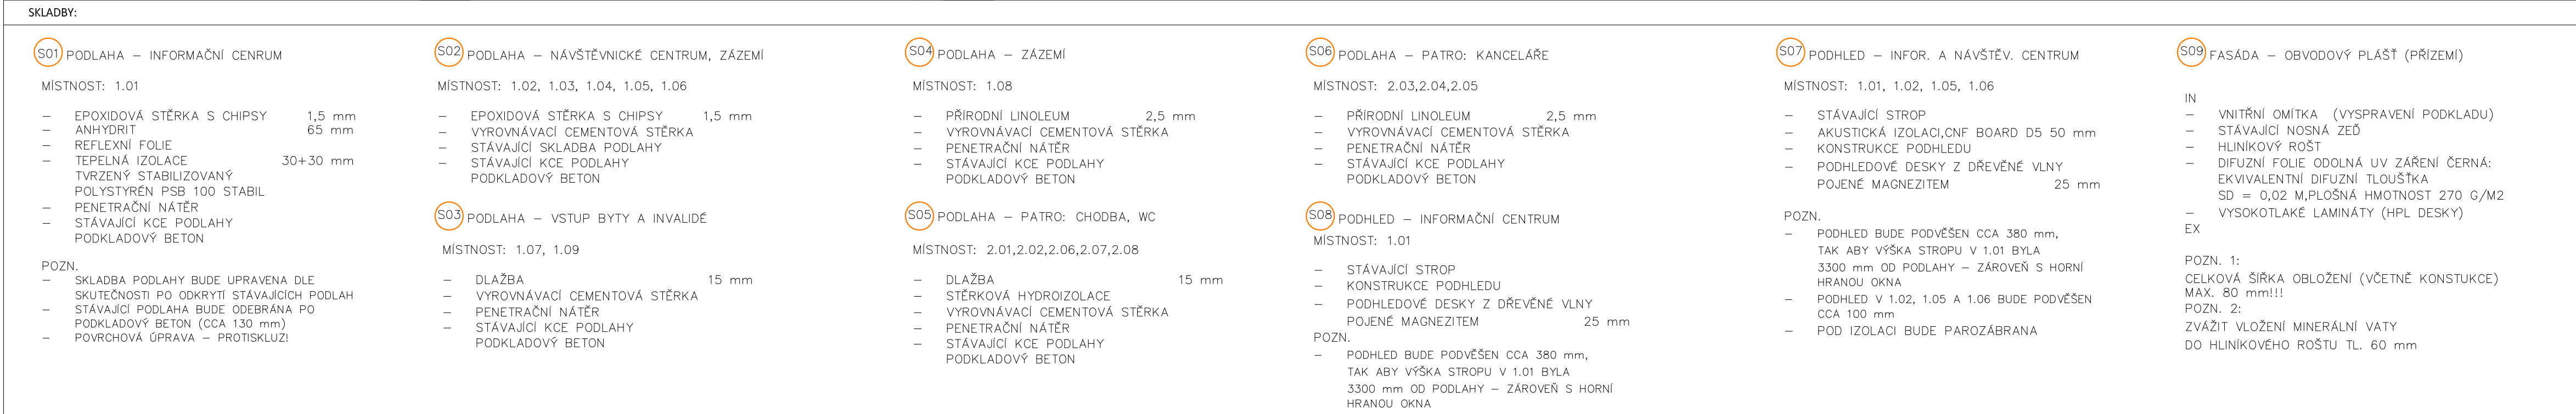 SKLADBY:
S01 PODLAHA – INFORMAČNÍ CENRUM
MÍSTNOST: 1.01
– EPOXIDOVÁ STĚRKA S CHIPSY 1,5 mm
– ANHYDRIT 65 mm
– REFLEXNÍ FOLIE
– TEPELNÁ IZOLACE 30+30 mm
TVRZENÝ STABILIZOVANÝ
POLYSTYRÉN PSB 100 STABIL
– PENETRAČNÍ NÁTĚR
– STÁVAJÍCÍ KCE PODLAHY
PODKLADOVÝ BETON
POZN.
– SKLADBA PODLAHY BUDE UPRAVENA DLE
SKUTEČNOSTI PO ODKRYTÍ STÁVAJÍCÍCH PODLAH
– STÁVAJÍCÍ PODLAHA BUDE ODEBRÁNA PO
PODKLADOVÝ BETON (CCA 130 mm)
– POVRCHOVÁ ÚPRAVA – PROTISKLUZ!
S02 PODLAHA – NÁVŠTĚVNICKÉ CENTRUM, ZÁZEMÍ
MÍSTNOST: 1.02, 1.03, 1.04, 1.05, 1.06
– EPOXIDOVÁ STĚRKA S CHIPSY 1,5 mm
– VYROVNÁVACÍ CEMENTOVÁ STĚRKA
– STÁVAJÍCÍ SKLADBA PODLAHY
– STÁVAJÍCÍ KCE PODLAHY
PODKLADOVÝ BETON
S03 PODLAHA – VSTUP BYTY A INVALIDÉ
MÍSTNOST: 1.07, 1.09
– DLAŽBA 15 mm
– VYROVNÁVACÍ CEMENTOVÁ STĚRKA
– PENETRAČNÍ NÁTĚR
– STÁVAJÍCÍ KCE PODLAHY
PODKLADOVÝ BETON
S04 PODLAHA – ZÁZEMÍ
MÍSTNOST: 1.08
– PŘÍRODNÍ LINOLEUM 2,5 mm
– VYROVNÁVACÍ CEMENTOVÁ STĚRKA
– PENETRAČNÍ NÁTĚR
– STÁVAJÍCÍ KCE PODLAHY
PODKLADOVÝ BETON
S05 PODLAHA – PATRO: CHODBA, WC
MÍSTNOST: 2.01,2.02,2.06,2.07,2.08
– DLAŽBA 15 mm
– STĚRKOVÁ HYDROIZOLACE
– VYROVNÁVACÍ CEMENTOVÁ STĚRKA
– PENETRAČNÍ NÁTĚR
– STÁVAJÍCÍ KCE PODLAHY
PODKLADOVÝ BETON
S06 PODLAHA – PATRO: KANCELÁŘE
MÍSTNOST: 2.03,2.04,2.05
– PŘÍRODNÍ LINOLEUM 2,5 mm
– VYROVNÁVACÍ CEMENTOVÁ STĚRKA
– PENETRAČNÍ NÁTĚR
– STÁVAJÍCÍ KCE PODLAHY
PODKLADOVÝ BETON
S08 PODHLED – INFORMAČNÍ CENTRUM
MÍSTNOST: 1.01
– STÁVAJÍCÍ STROP
– KONSTRUKCE PODHLEDU
– PODHLEDOVÉ DESKY Z DŘEVĚNÉ VLNY
POJENÉ MAGNEZITEM 25 mm
POZN.
– PODHLED BUDE PODVĚŠEN CCA 380 mm,
TAK ABY VÝŠKA STROPU V 1.01 BYLA
3300 mm OD PODLAHY – ZÁROVEŇ S HORNÍ
HRANOU OKNA
S07 PODHLED – INFOR. A NÁVŠTĚV. CENTRUM
MÍSTNOST: 1.01, 1.02, 1.05, 1.06
– STÁVAJÍCÍ STROP
– AKUSTICKÁ IZOLACI,CNF BOARD D5 50 mm
– KONSTRUKCE PODHLEDU
– PODHLEDOVÉ DESKY Z DŘEVĚNÉ VLNY
POJENÉ MAGNEZITEM 25 mm
POZN.
– PODHLED BUDE PODVĚŠEN CCA 380 mm,
TAK ABY VÝŠKA STROPU V 1.01 BYLA
3300 mm OD PODLAHY – ZÁROVEŇ S HORNÍ
HRANOU OKNA
– PODHLED V 1.02, 1.05 A 1.06 BUDE PODVĚŠEN
CCA 100 mm
– POD IZOLACI BUDE PAROZÁBRANA
S09 FASÁDA – OBVODOVÝ PLÁŠŤ (PŘÍZEMÍ)
IN
– VNITŘNÍ OMÍTKA (VYSPRAVENÍ PODKLADU)
– STÁVAJÍCÍ NOSNÁ ZEĎ
– HLINÍKOVÝ ROŠT
– DIFUZNÍ FOLIE ODOLNÁ UV ZÁŘENÍ ČERNÁ:
EKVIVALENTNÍ DIFUZNÍ TLOUŠŤKA
SD = 0,02 M,PLOŠNÁ HMOTNOST 270 G/M2
– VYSOKOTLAKÉ LAMINÁTY (HPL DESKY)
EX
POZN. 1:
CELKOVÁ ŠÍŘKA OBLOŽENÍ (VČETNĚ KONSTUKCE)
MAX. 80 mm!!!
POZN. 2:
ZVÁŽIT VLOŽENÍ MINERÁLNÍ VATY
DO HLINÍKOVÉHO ROŠTU TL. 60 mm